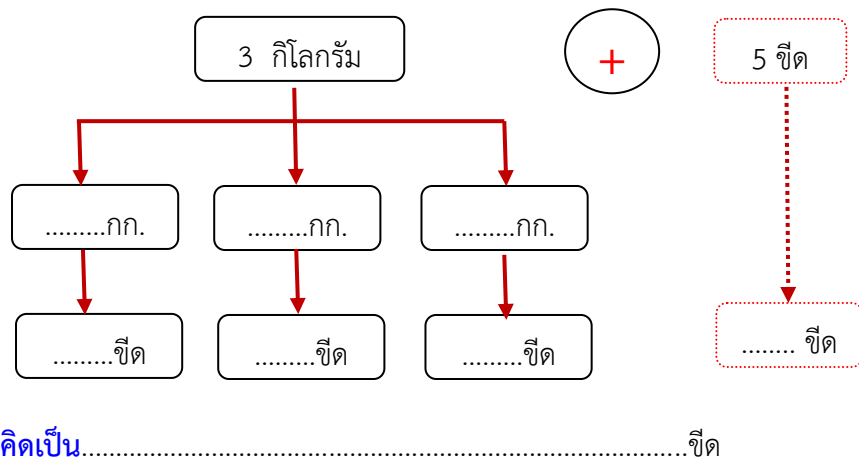 3 กิโลกรัม + 5 ขีด
.........กก. .........กก. .........กก.
.........ขีด .........ขีด .........ขีด ........ ขีด
คิดเป็น........................................................................................ขีด